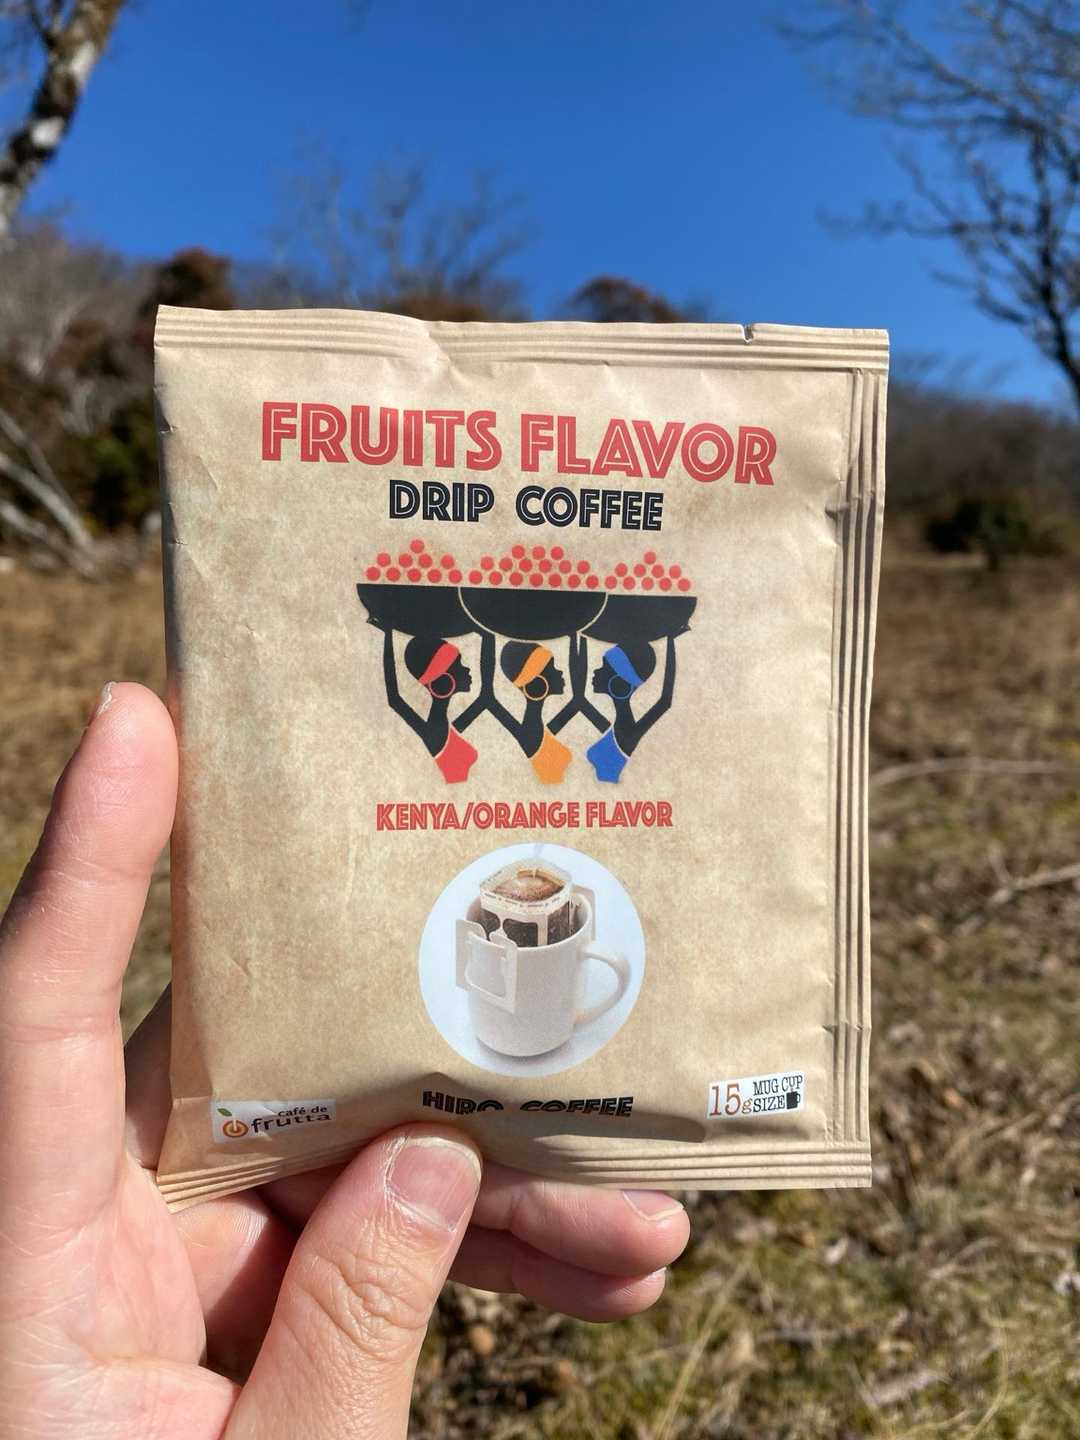 FRUITS FLAVOR
DRIP COFFEE
KENYA/ORANGE FLAVOR
HIRO COFFEE
café de
frutta
15g
MUG CUP
SIZE